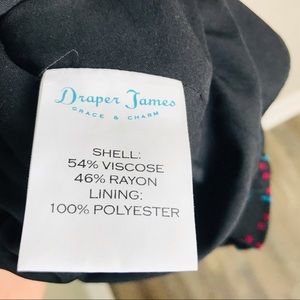 Draper James
GRACE & CHARM
SHELL:
54% VISCOSE
46% RAYON
LINING:
100% POLYESTER